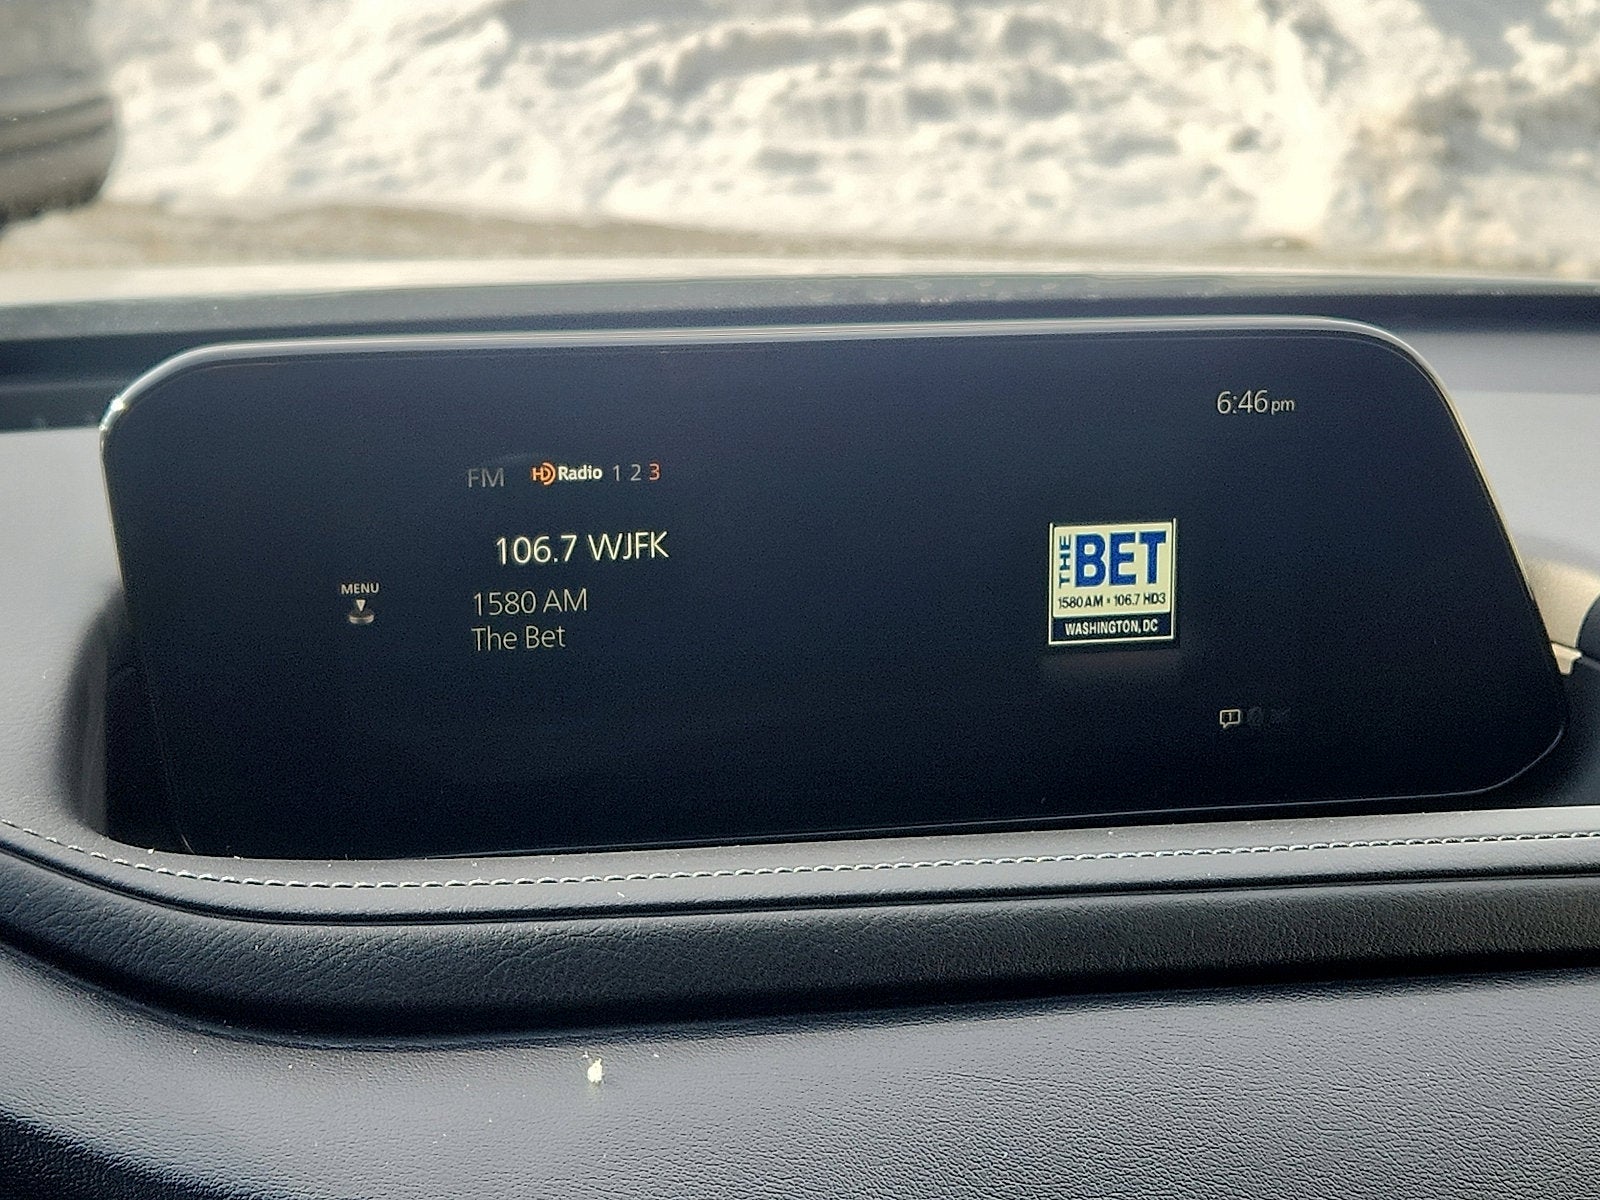 6:46pm
FM HD Radio 1 2 3
106.7 WJFK
MENU
1580 AM
The Bet
THE BET
1580 AM • 106.7 HD3
WASHINGTON, DC